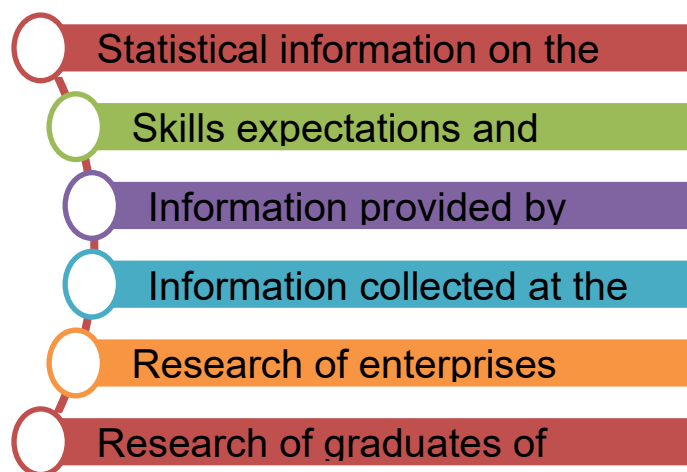 Statistical information on the
Skills expectations and
Information provided by
Information collected at the
Research of enterprises
Research of graduates of